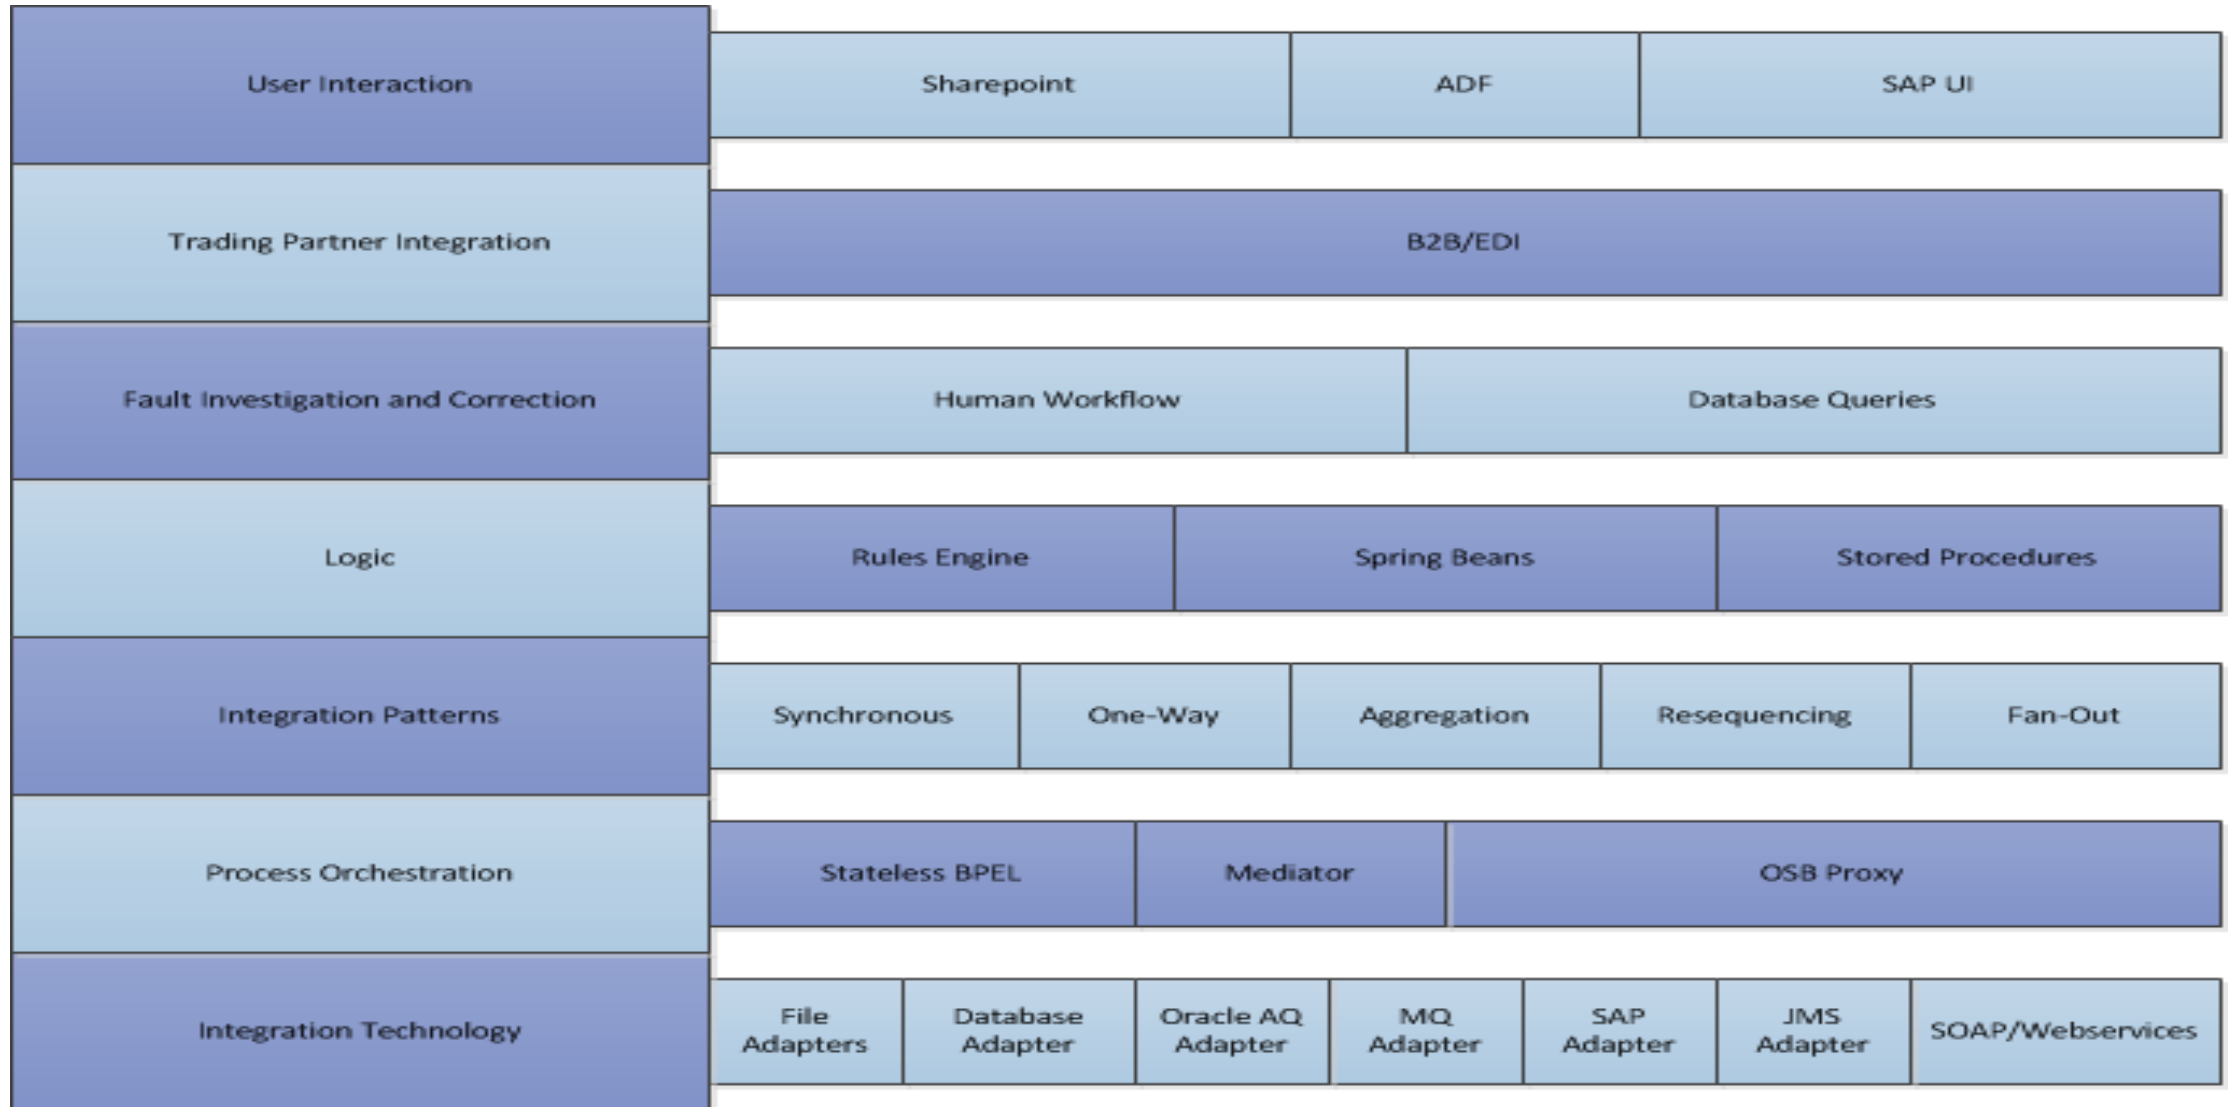 User Interaction
Sharepoint
ADF
SAP UI
Trading Partner Integration
B2B/EDI
Fault Investigation and Correction
Human Workflow
Database Queries
Logic
Rules Engine
Spring Beans
Stored Procedures
Integration Patterns
Synchronous
One-Way
Aggregation
Resequencing
Fan-Out
Process Orchestration
Stateless BPEL
Mediator
OSB Proxy
Integration Technology
File
Adapters
Database
Adapter
Oracle AQ
Adapter
MQ
Adapter
SAP
Adapter
JMS
Adapter
SOAP/Webservices